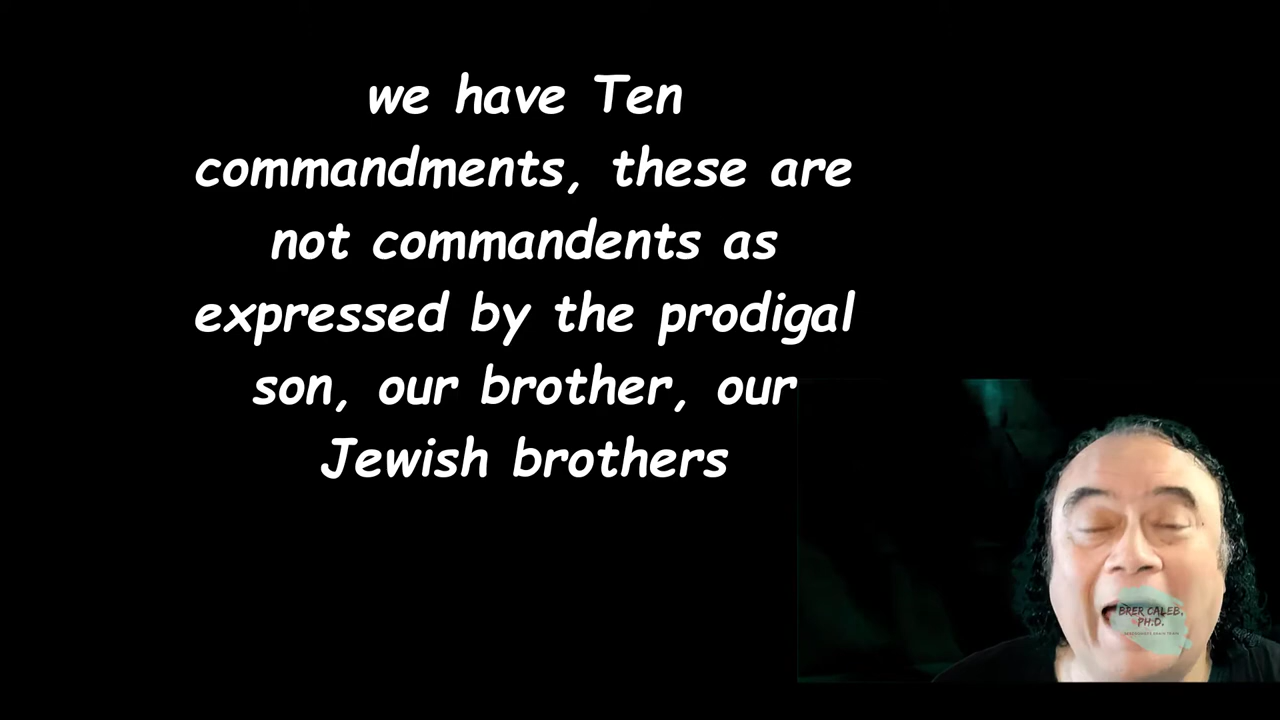 we have Ten
commandments, these are
not commandents as
expressed by the prodigal
son, our brother, our
Jewish brothers
BRER CALEB,
PH.D.